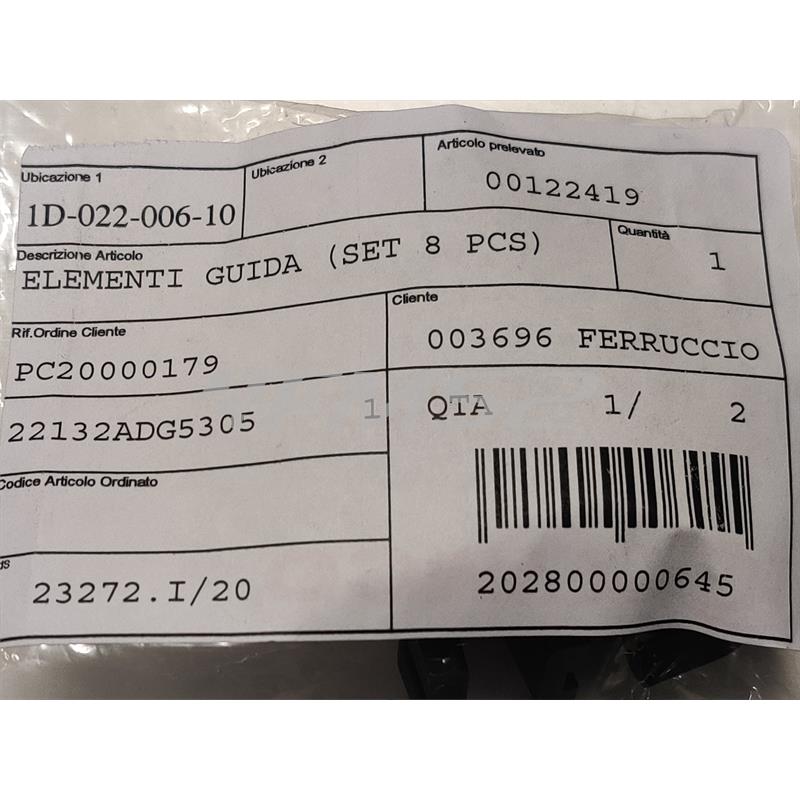 Ubicazione 1
Ubicazione 2
Articolo prelevato
1D-022-006-10
00122419
Descrizione Articolo
Quantità
ELEMENTI GUIDA (SET 8 PCS)
1
Rif.Ordine Cliente
Cliente
PC20000179
003696 FERRUCCIO
22132ADG5305
1
QTA 1/ 2
Codice Articolo Ordinato
23272.I/20
202800000645